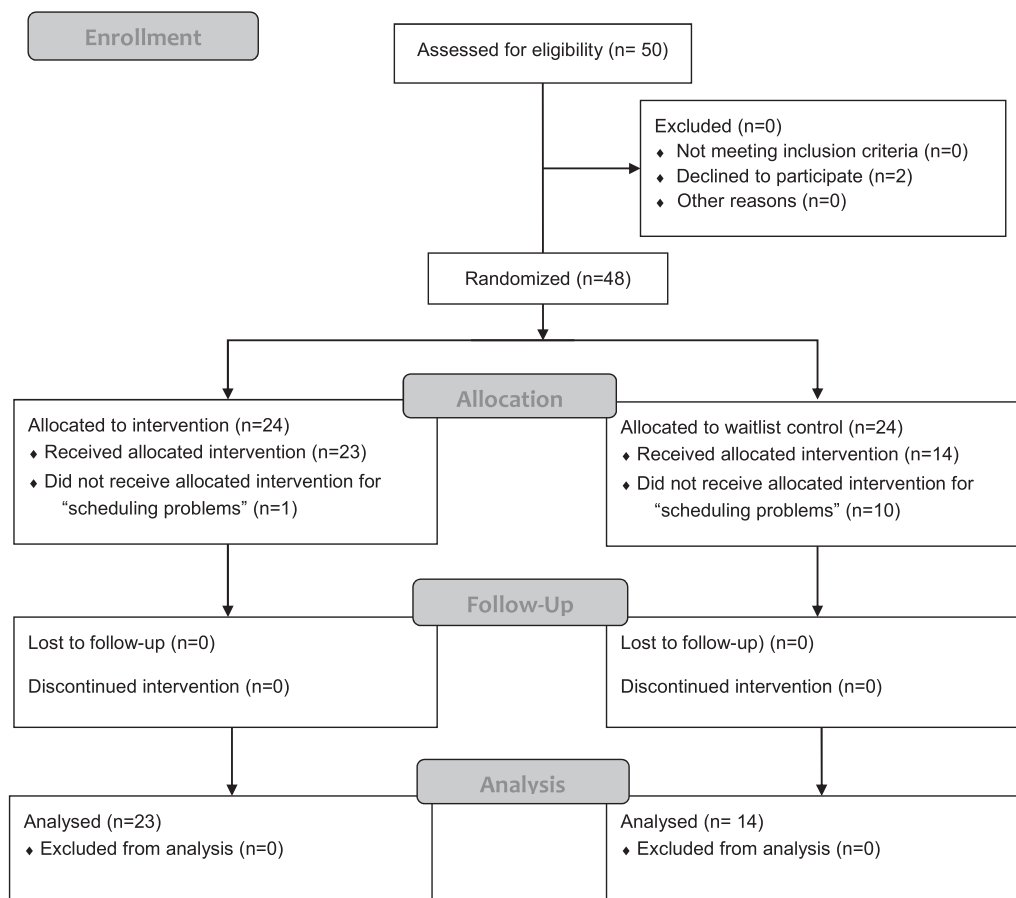 Enrollment
Assessed for eligibility (n= 50)
Excluded (n=0)
♦ Not meeting inclusion criteria (n=0)
♦ Declined to participate (n=2)
♦ Other reasons (n=0)
Randomized (n=48)
Allocation
Allocated to intervention (n=24)
♦ Received allocated intervention (n=23)
♦ Did not receive allocated intervention for
“scheduling problems” (n=1)
Allocated to waitlist control (n=24)
♦ Received allocated intervention (n=14)
♦ Did not receive allocated intervention for
“scheduling problems” (n=10)
Follow-Up
Lost to follow-up (n=0)
Discontinued intervention (n=0)
Lost to follow-up) (n=0)
Discontinued intervention (n=0)
Analysis
Analysed (n=23)
♦ Excluded from analysis (n=0)
Analysed (n= 14)
♦ Excluded from analysis (n=0)